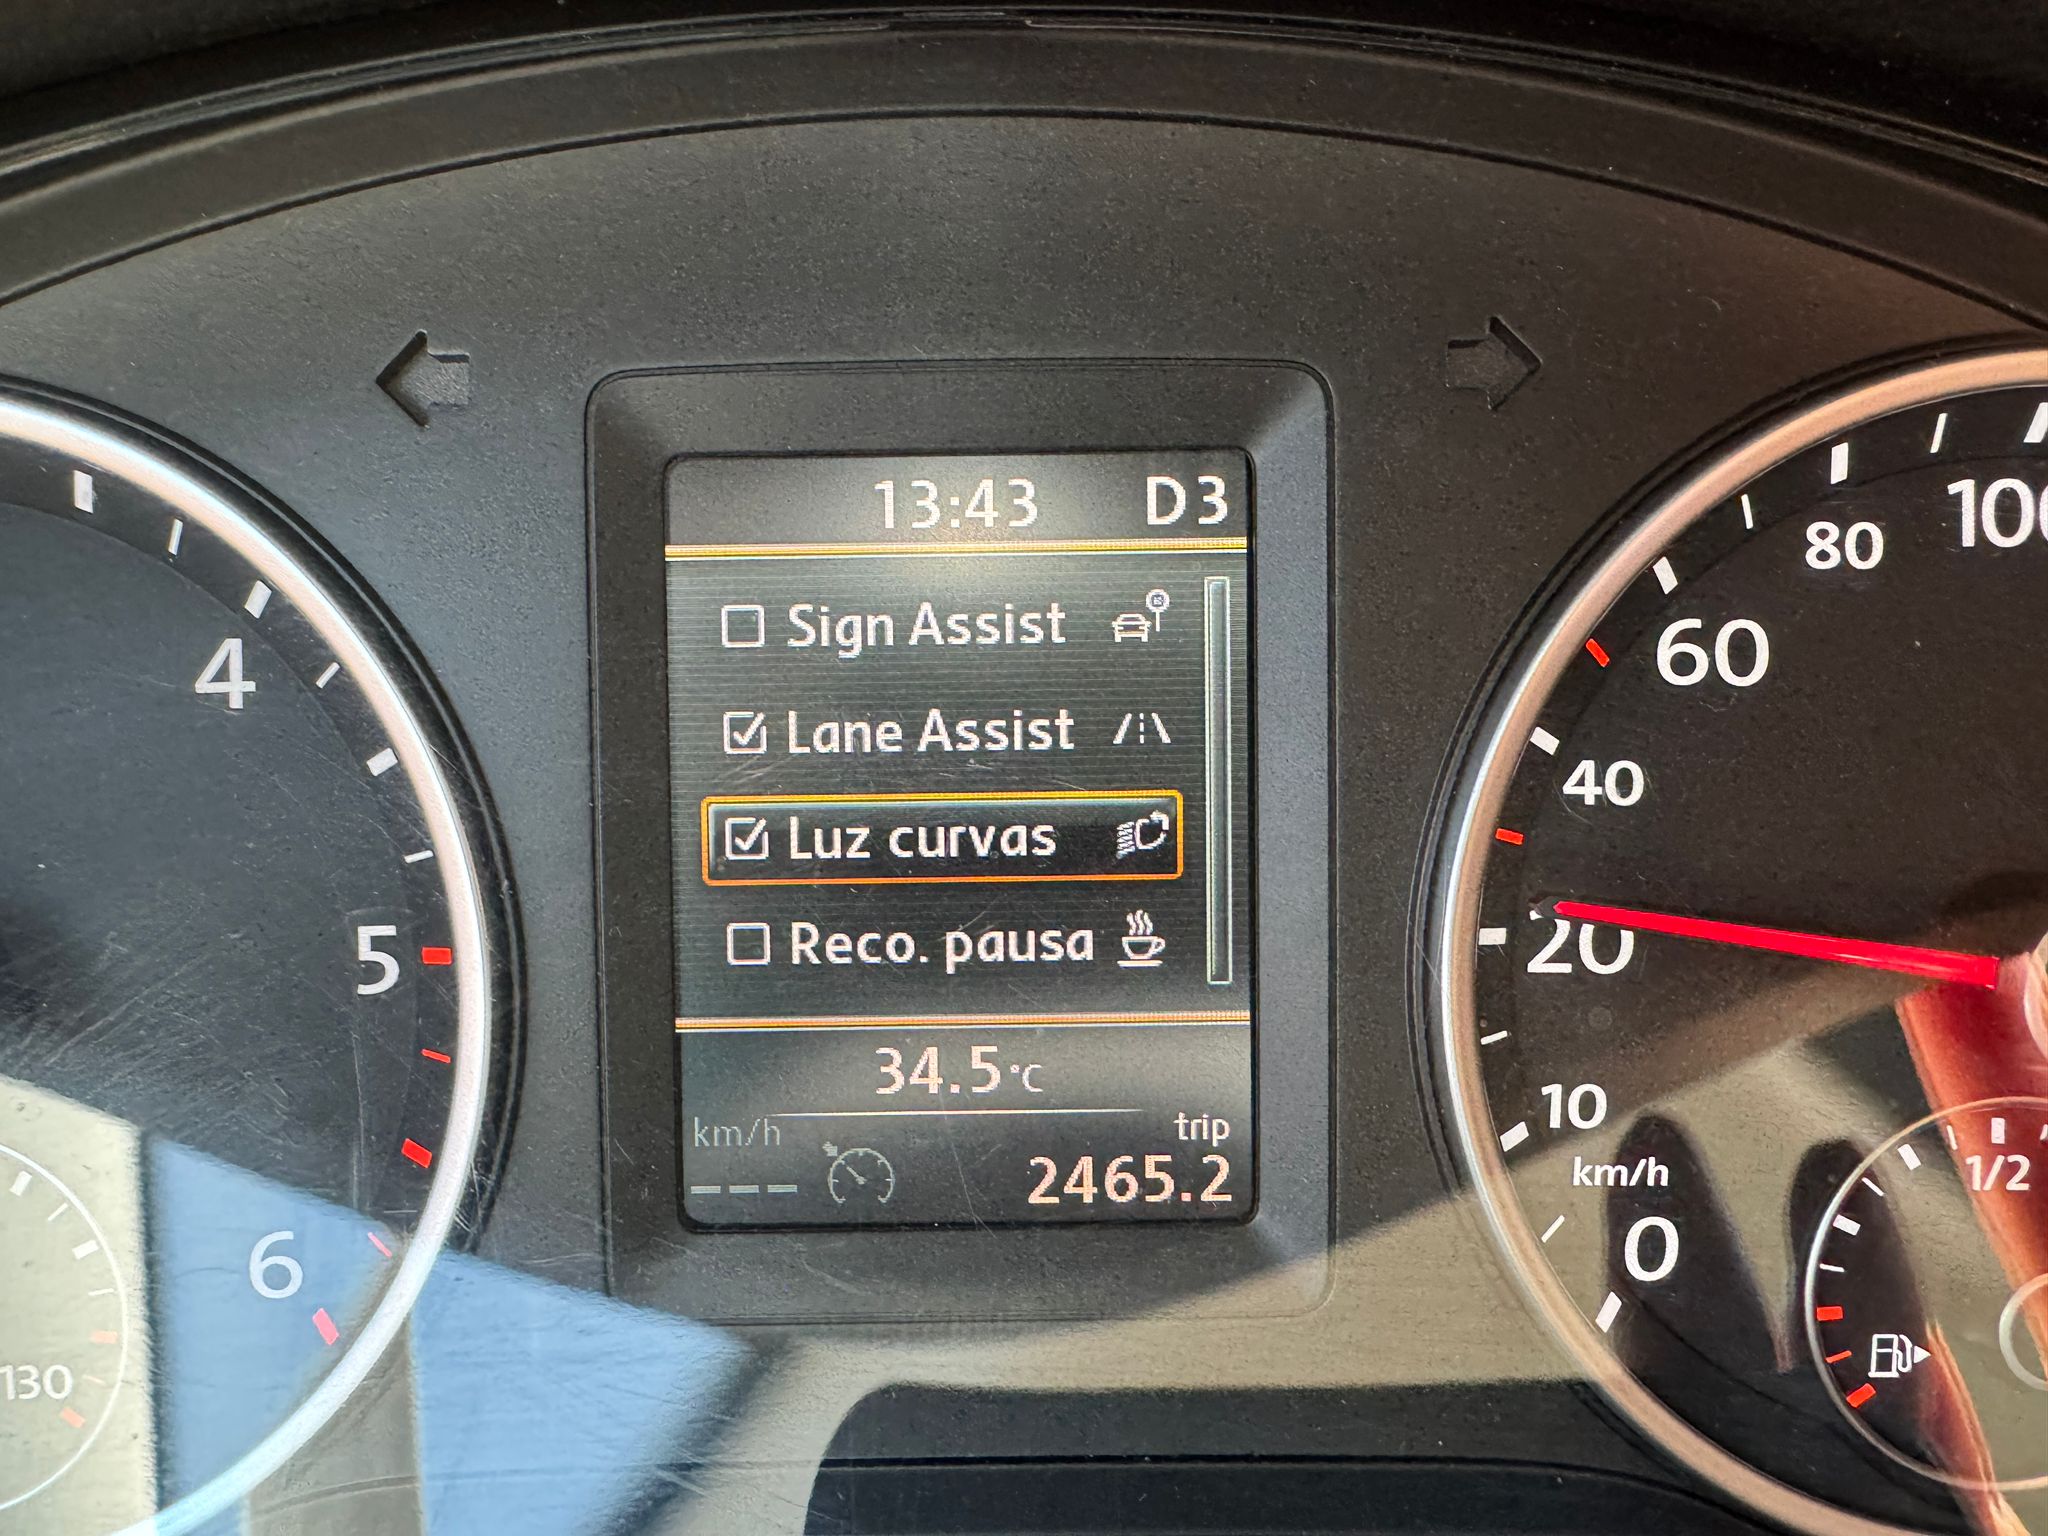 13:43 D3
Sign Assist
Lane Assist
Luz curvas
Reco. pausa
34.5 °C
km/h trip
--- 2465.2
4
5
6
130
100
80
60
40
20
10
km/h
0
1/2